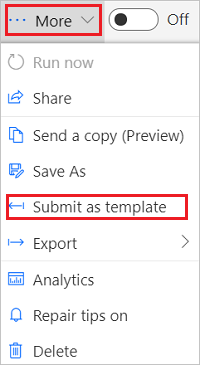 ··· More Off
Run now
Share
Send a copy (Preview)
Save As
Submit as template
Export
Analytics
Repair tips on
Delete